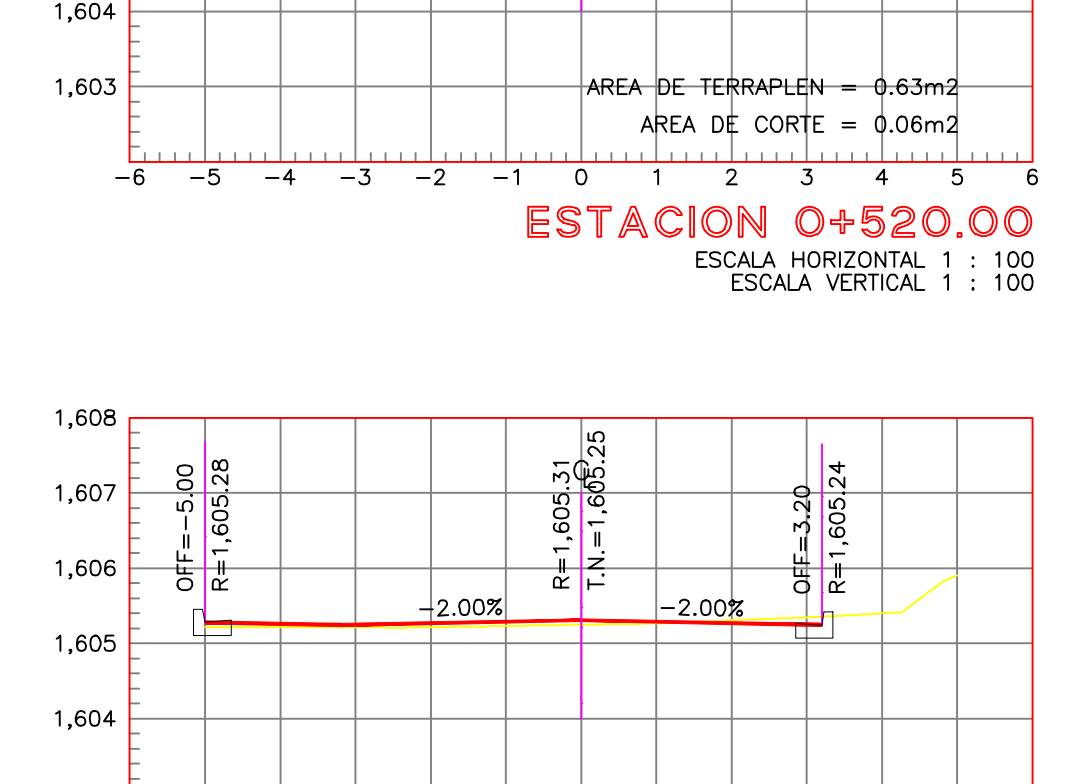 1,604
1,603
AREA DE TERRAPLEN = 0.63m2
AREA DE CORTE = 0.06m2
-6 -5 -4 -3 -2 -1 0 1 2 3 4 5 6
ESTACION 0+520.00
ESCALA HORIZONTAL 1 : 100
ESCALA VERTICAL 1 : 100
1,608
1,607
1,606
1,605
1,604
OFF=-5.00
R=1,605.28
R=1,605.31
T.N.=1,605.25
OFF=3.20
R=1,605.24
-2.00%
-2.00%